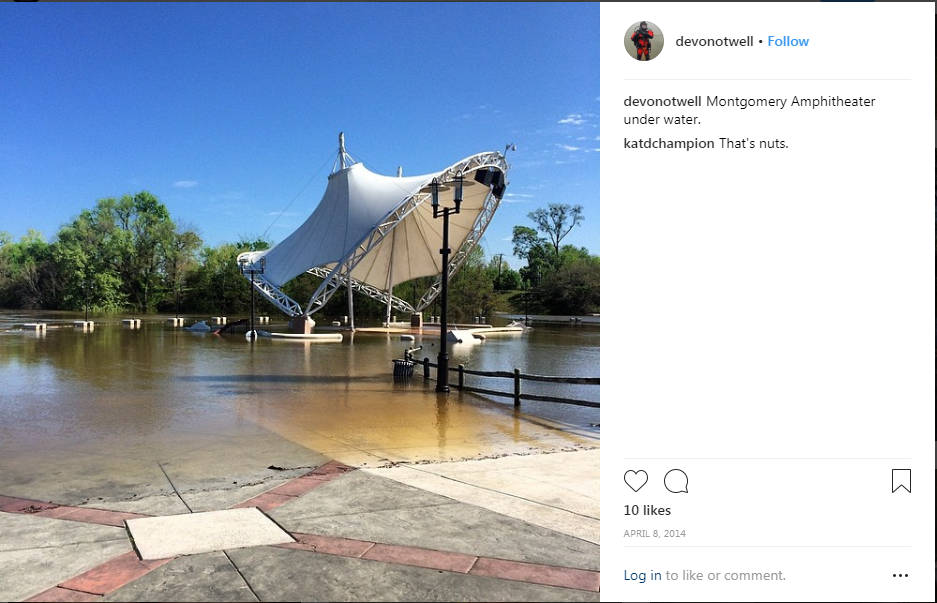 devonotwell • Follow
devonotwell Montgomery Amphitheater
under water.
katdchampion That's nuts.
10 likes
APRIL 8, 2014
Log in to like or comment.